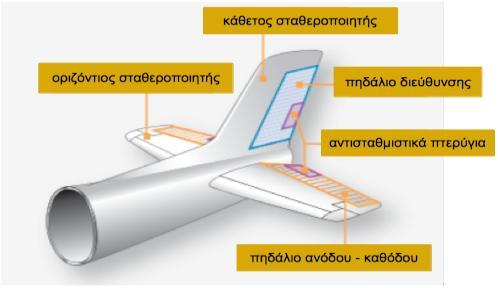 κάθετος σταθεροποιητής
οριζόντιος σταθεροποιητής
πηδάλιο διεύθυνσης
αντισταθμιστικά πτερύγια
πηδάλιο ανόδου - καθόδου